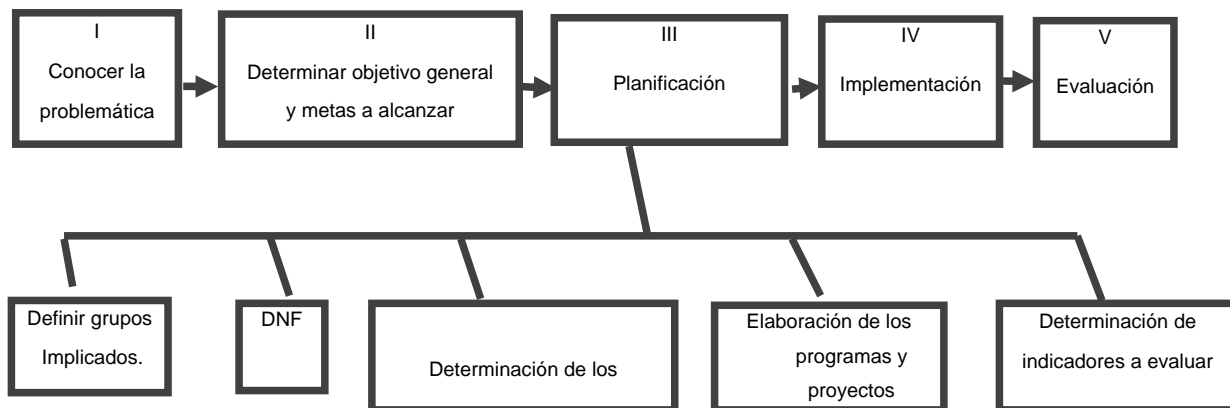 I
Conocer la
problemática
II
Determinar objetivo general
y metas a alcanzar
III
Planificación
IV
Implementación
V
Evaluación
Definir grupos
Implicados.
DNF
Determinación de los
Elaboración de los
programas y
proyectos
Determinación de
indicadores a evaluar